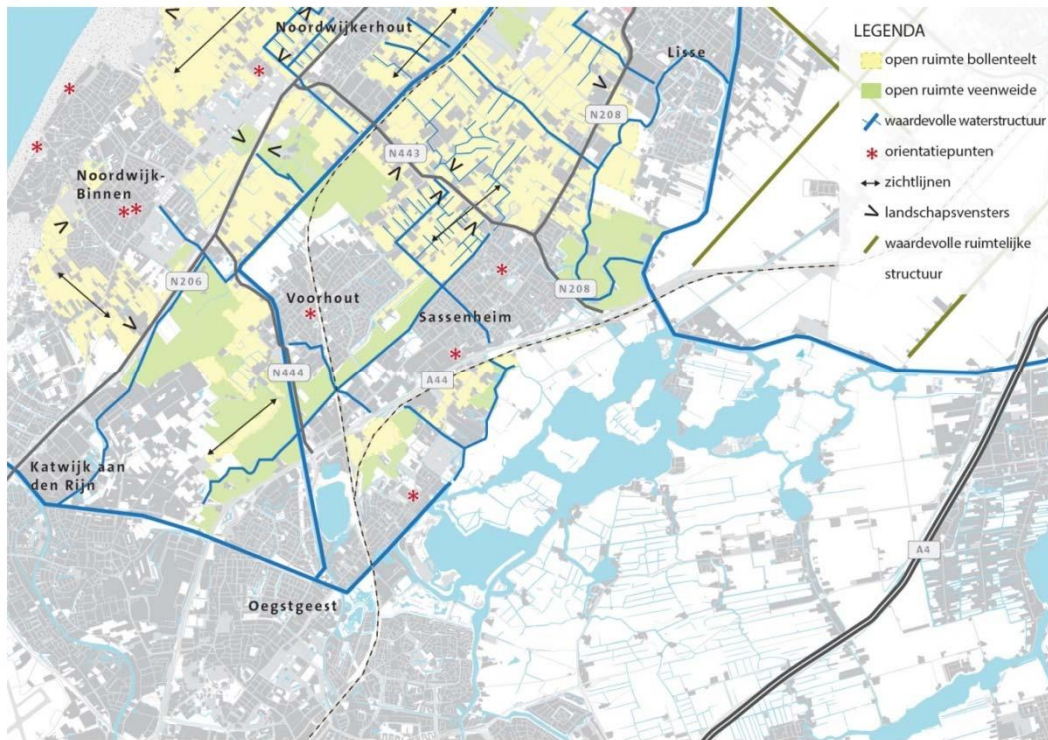 Noordwijkerhout
Lisse
LEGENDA
open ruimte bollenteelt
open ruimte veenweide
waardevolle waterstructuur
orientatiepunten
zichtlijnen
landschapsvensters
waardevolle ruimtelijke
structuur
N208
N443
Noordwijk-
Binnen
N206
N208
Voorhout
Sassenheim
N444
A44
Katwijk aan
den Rijn
A4
Oegstgeest